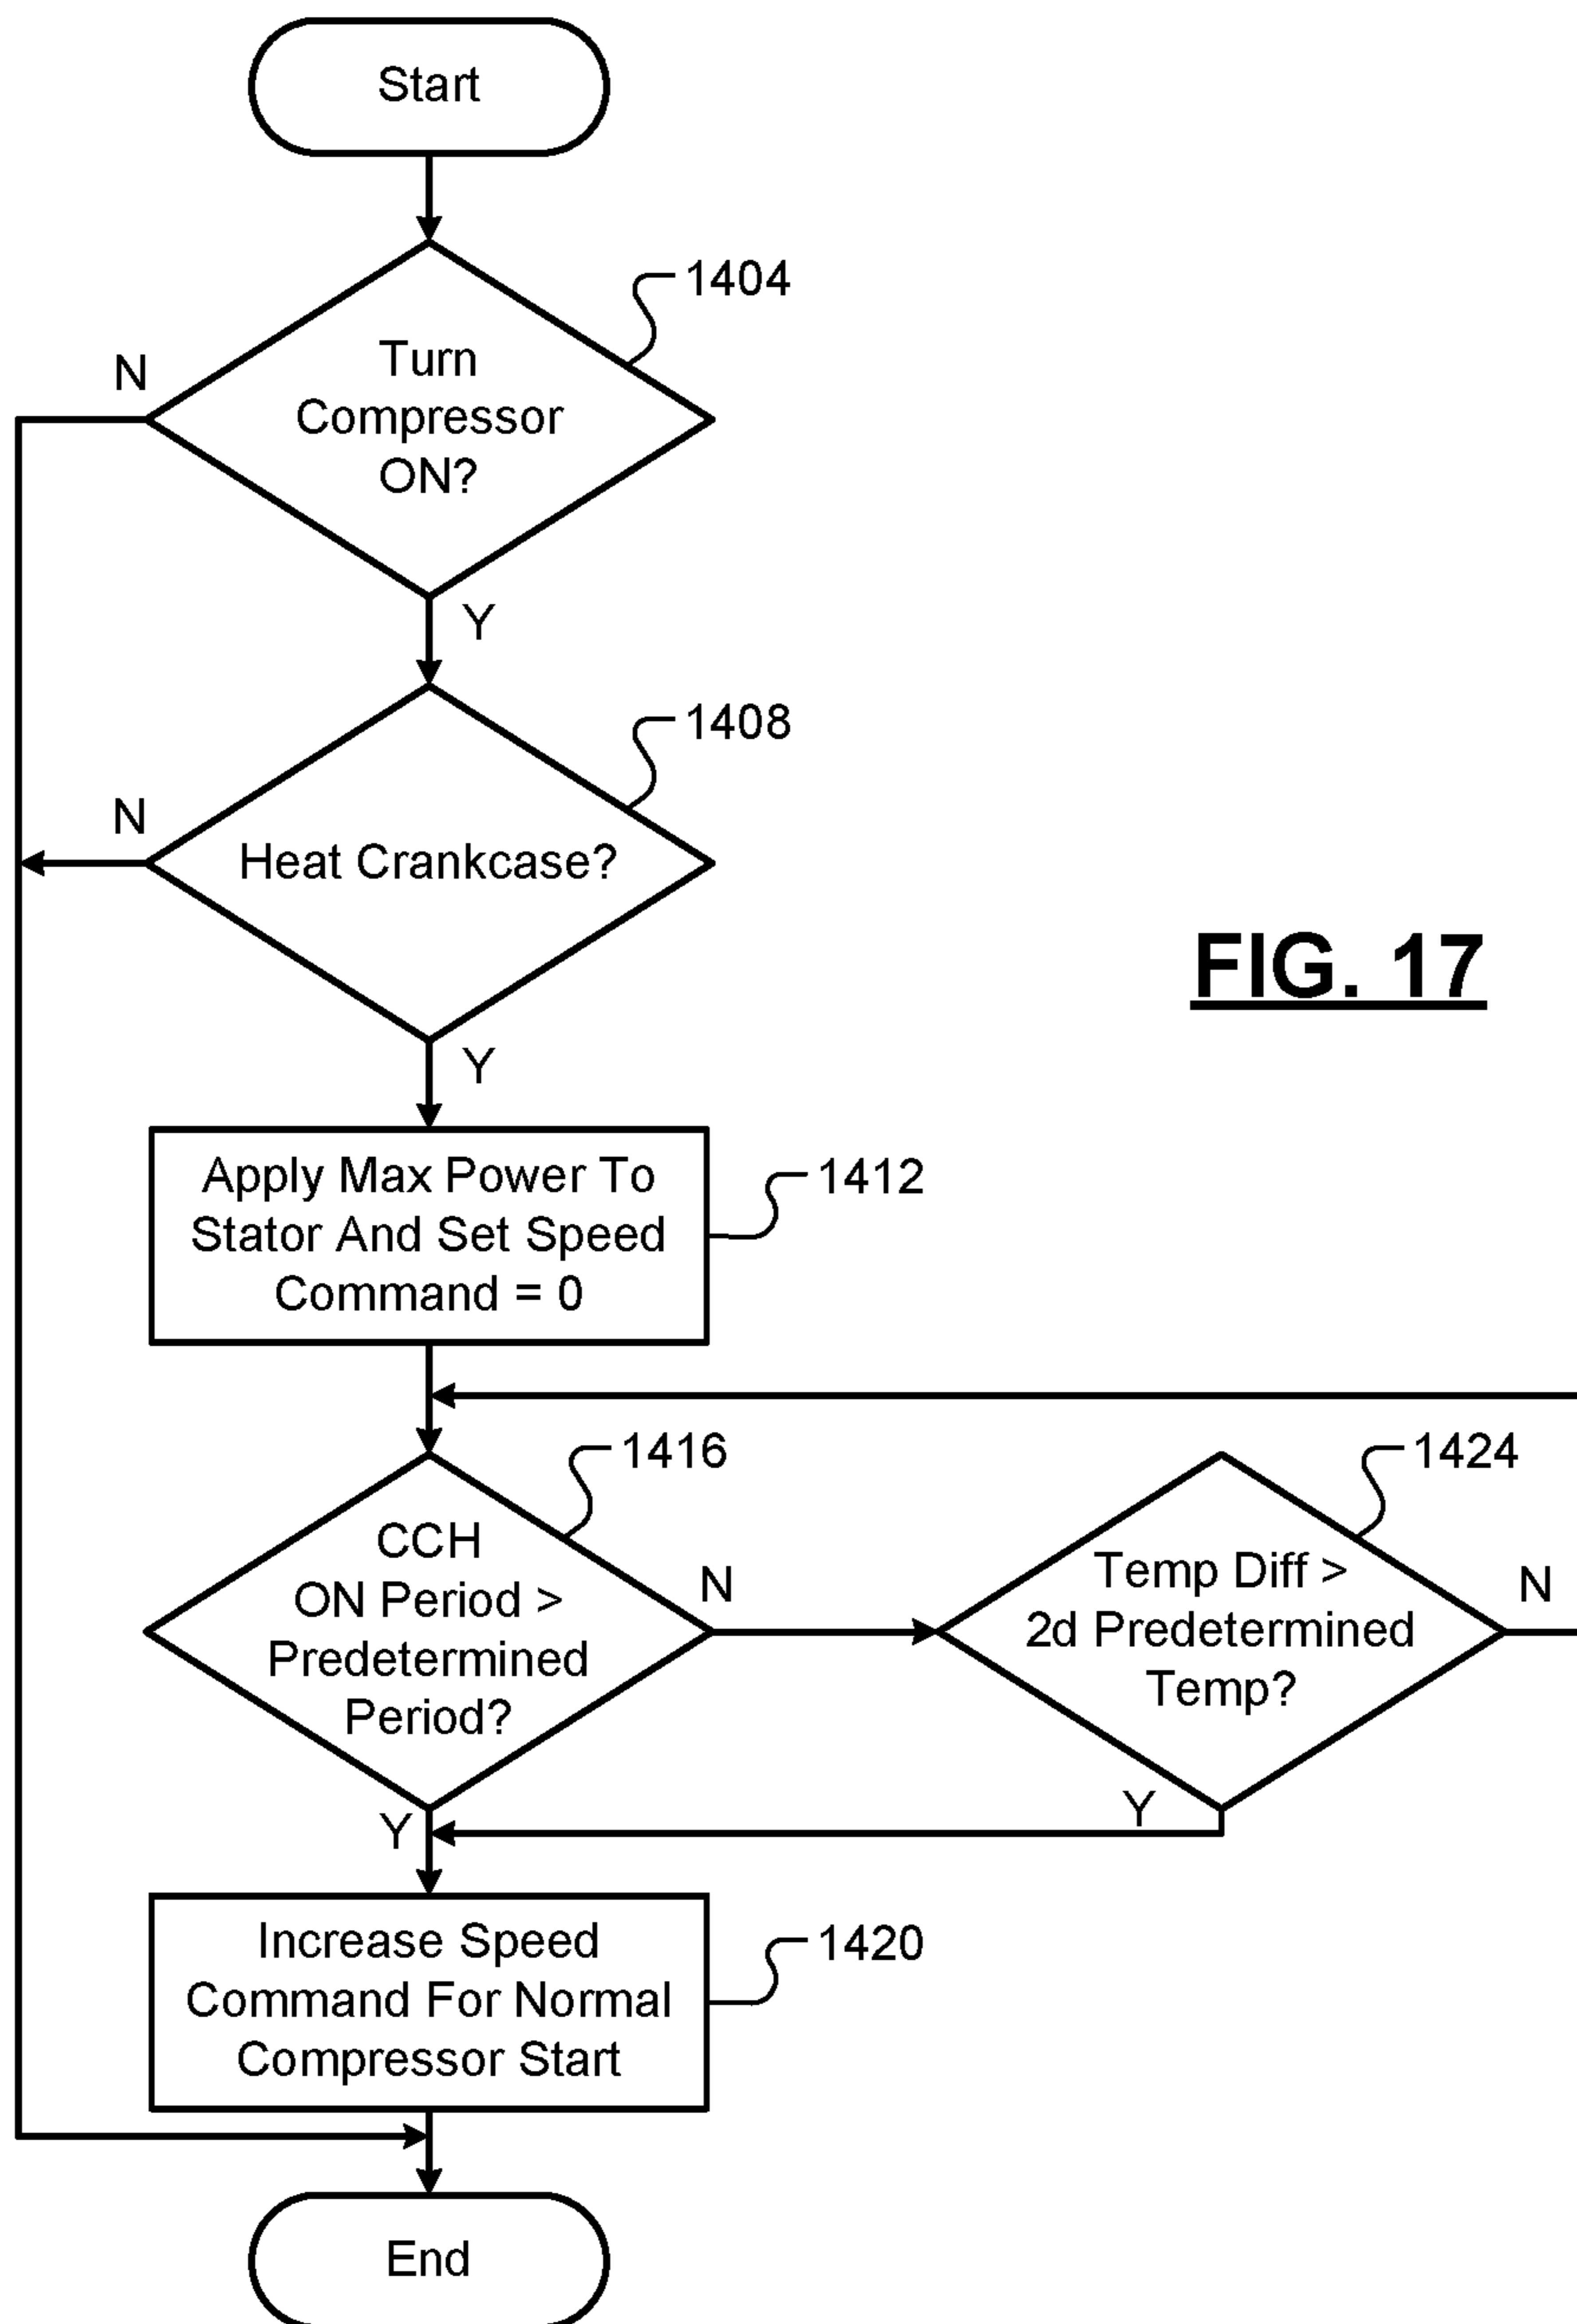 Start
1404
N
Turn
Compressor
ON?
Y
1408
N
Heat Crankcase?
FIG. 17
Y
Apply Max Power To
Stator And Set Speed
Command = 0
1412
1416
1424
CCH
ON Period >
Predetermined
Period?
N
Temp Diff >
2d Predetermined
Temp?
N
Y
Y
Increase Speed
Command For Normal
Compressor Start
1420
End